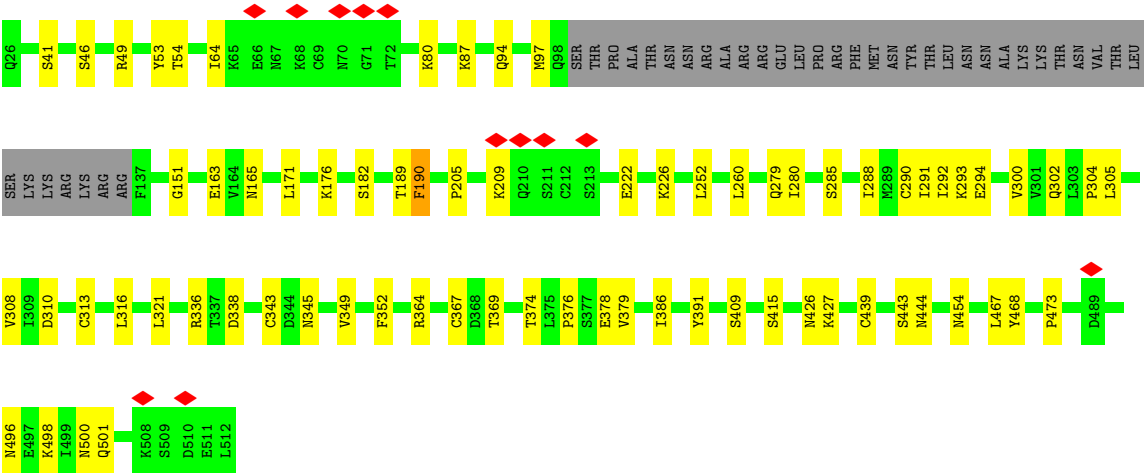 Q26 S41 S46 R49 Y53 T54 I64 K65 E66 N67 K68 C69 N70 G71 T72 K80 K87 Q94 M97 Q98 SER THR PRO ALA THR ASN ASN ARG ALA ARG ARG GLU LEU PRO ARG PHE MET ASN TYR THR LEU ASN ASN ALA LYS LYS THR ASN VAL THR LEU
SER LYS LYS ARG LYS ARG ARG F137 G151 E163 V164 N165 L171 K176 S182 T189 F190 P205 K209 Q210 S211 C212 S213 E222 K226 L252 L260 Q279 I280 S285 I288 M289 C290 I291 I292 K293 E294 V300 V301 Q302 L303 P304 L305
V308 I309 D310 C313 L316 L321 R336 T337 D338 C343 D344 N345 V349 F352 R364 C367 D368 T369 T374 L375 P376 S377 E378 V379 I386 Y391 S409 S415 N426 K427 C439 S443 N444 N454 L467 Y468 P473 D489
N496 E497 K498 I499 N500 Q501 K508 S509 D510 E511 L512